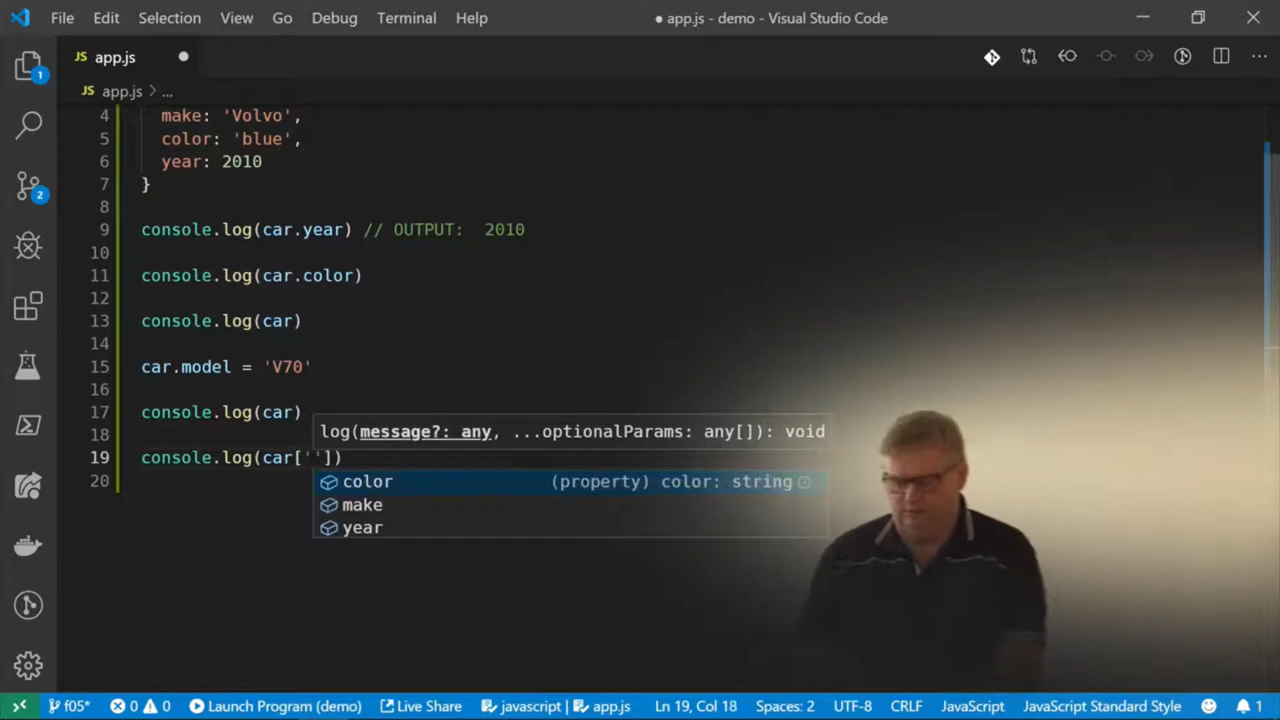 File Edit Selection View Go Debug Terminal Help ● app.js - demo - Visual Studio Code
JS app.js ●
1
JS app.js > ...
4 make: 'Volvo',
5 color: 'blue',
6 year: 2010
7 }
2
8
9 console.log(car.year) // OUTPUT:  2010
10
11 console.log(car.color)
12
13 console.log(car)
14
15 car.model = 'V70'
16
17 console.log(car)
18 log(message?: any, ...optionalParams: any[]): void
19 console.log(car[''])
20 color (property) color: string
make
year
f05* 0 0 Launch Program (demo) Live Share javascript | app.js Ln 19, Col 18 Spaces: 2 UTF-8 CRLF JavaScript JavaScript Standard Style 1